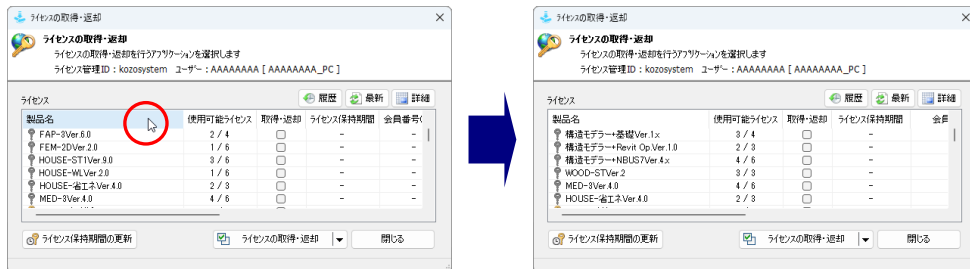 ライセンスの取得・返却
ライセンスの取得・返却
ライセンスの取得・返却を行うアプリケーションを選択します
ライセンス管理ID：kozosystem ユーザー：AAAAAAAA [ AAAAAAAA_PC ]
ライセンス
履歴 最新 詳細
製品名 使用可能ライセンス 取得・返却 ライセンス保持期間 会員番号(
FAP-3Ver.6.0 2 / 4 - -
FEM-2DVer.2.0 1 / 6 - -
HOUSE-ST1Ver.9.0 3 / 6 - -
HOUSE-WLVer.2.0 1 / 6 - -
HOUSE-省エネVer.4.0 2 / 3 - -
MED-3Ver.4.0 4 / 6 - -
ライセンス保持期間の更新 ライセンスの取得・返却 閉じる
ライセンスの取得・返却
ライセンスの取得・返却
ライセンスの取得・返却を行うアプリケーションを選択します
ライセンス管理ID：kozosystem ユーザー：AAAAAAAA [ AAAAAAAA_PC ]
ライセンス
履歴 最新 詳細
製品名 使用可能ライセンス 取得・返却 ライセンス保持期間 会員
構造モデラー+基礎Ver.1.x 3 / 4 -
構造モデラー+Revit Op.Ver.1.0 2 / 3 -
構造モデラー+NBUS7Ver.4.x 4 / 6 -
WOOD-STVer.2 3 / 3 -
MED-3Ver.4.0 4 / 6 -
HOUSE-省エネVer.4.0 2 / 3 -
ライセンス保持期間の更新 ライセンスの取得・返却 閉じる